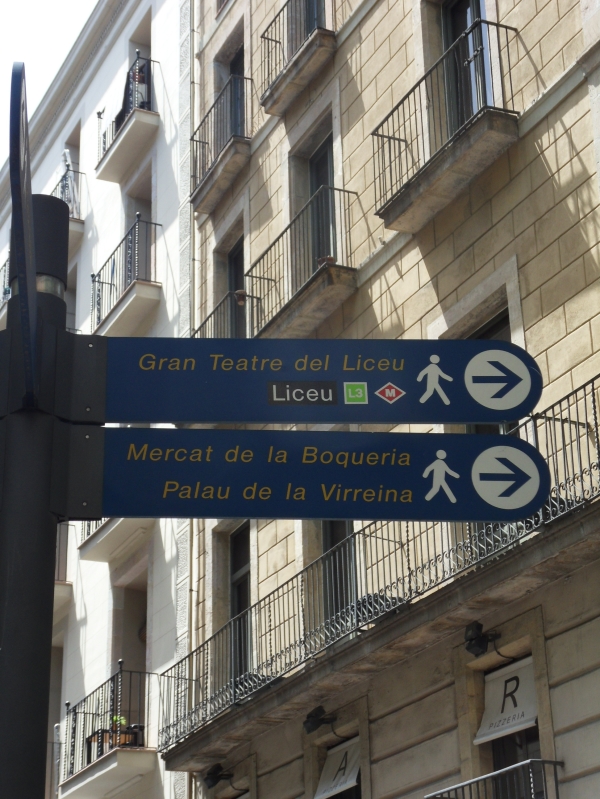 Gran Teatre del Liceu
Liceu L3 M
Mercat de la Boqueria
Palau de la Virreina
R
PIZZERIA
A